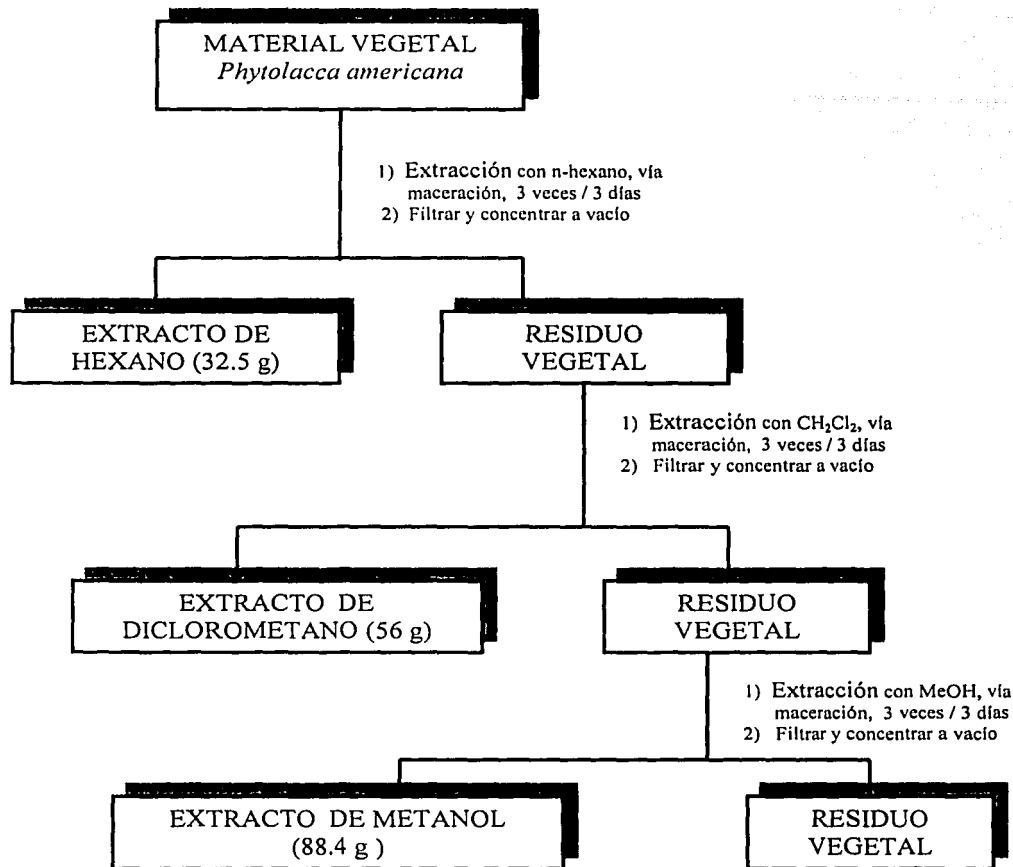 MATERIAL VEGETAL
Phytolacca americana
1) Extracción con n-hexano, vía
maceración, 3 veces / 3 días
2) Filtrar y concentrar a vacío
EXTRACTO DE
HEXANO (32.5 g)
RESIDUO
VEGETAL
1) Extracción con CH₂Cl₂, vía
maceración, 3 veces / 3 días
2) Filtrar y concentrar a vacío
EXTRACTO DE
DICLOROMETANO (56 g)
RESIDUO
VEGETAL
1) Extracción con MeOH, vía
maceración, 3 veces / 3 días
2) Filtrar y concentrar a vacío
EXTRACTO DE METANOL
(88.4 g )
RESIDUO
VEGETAL